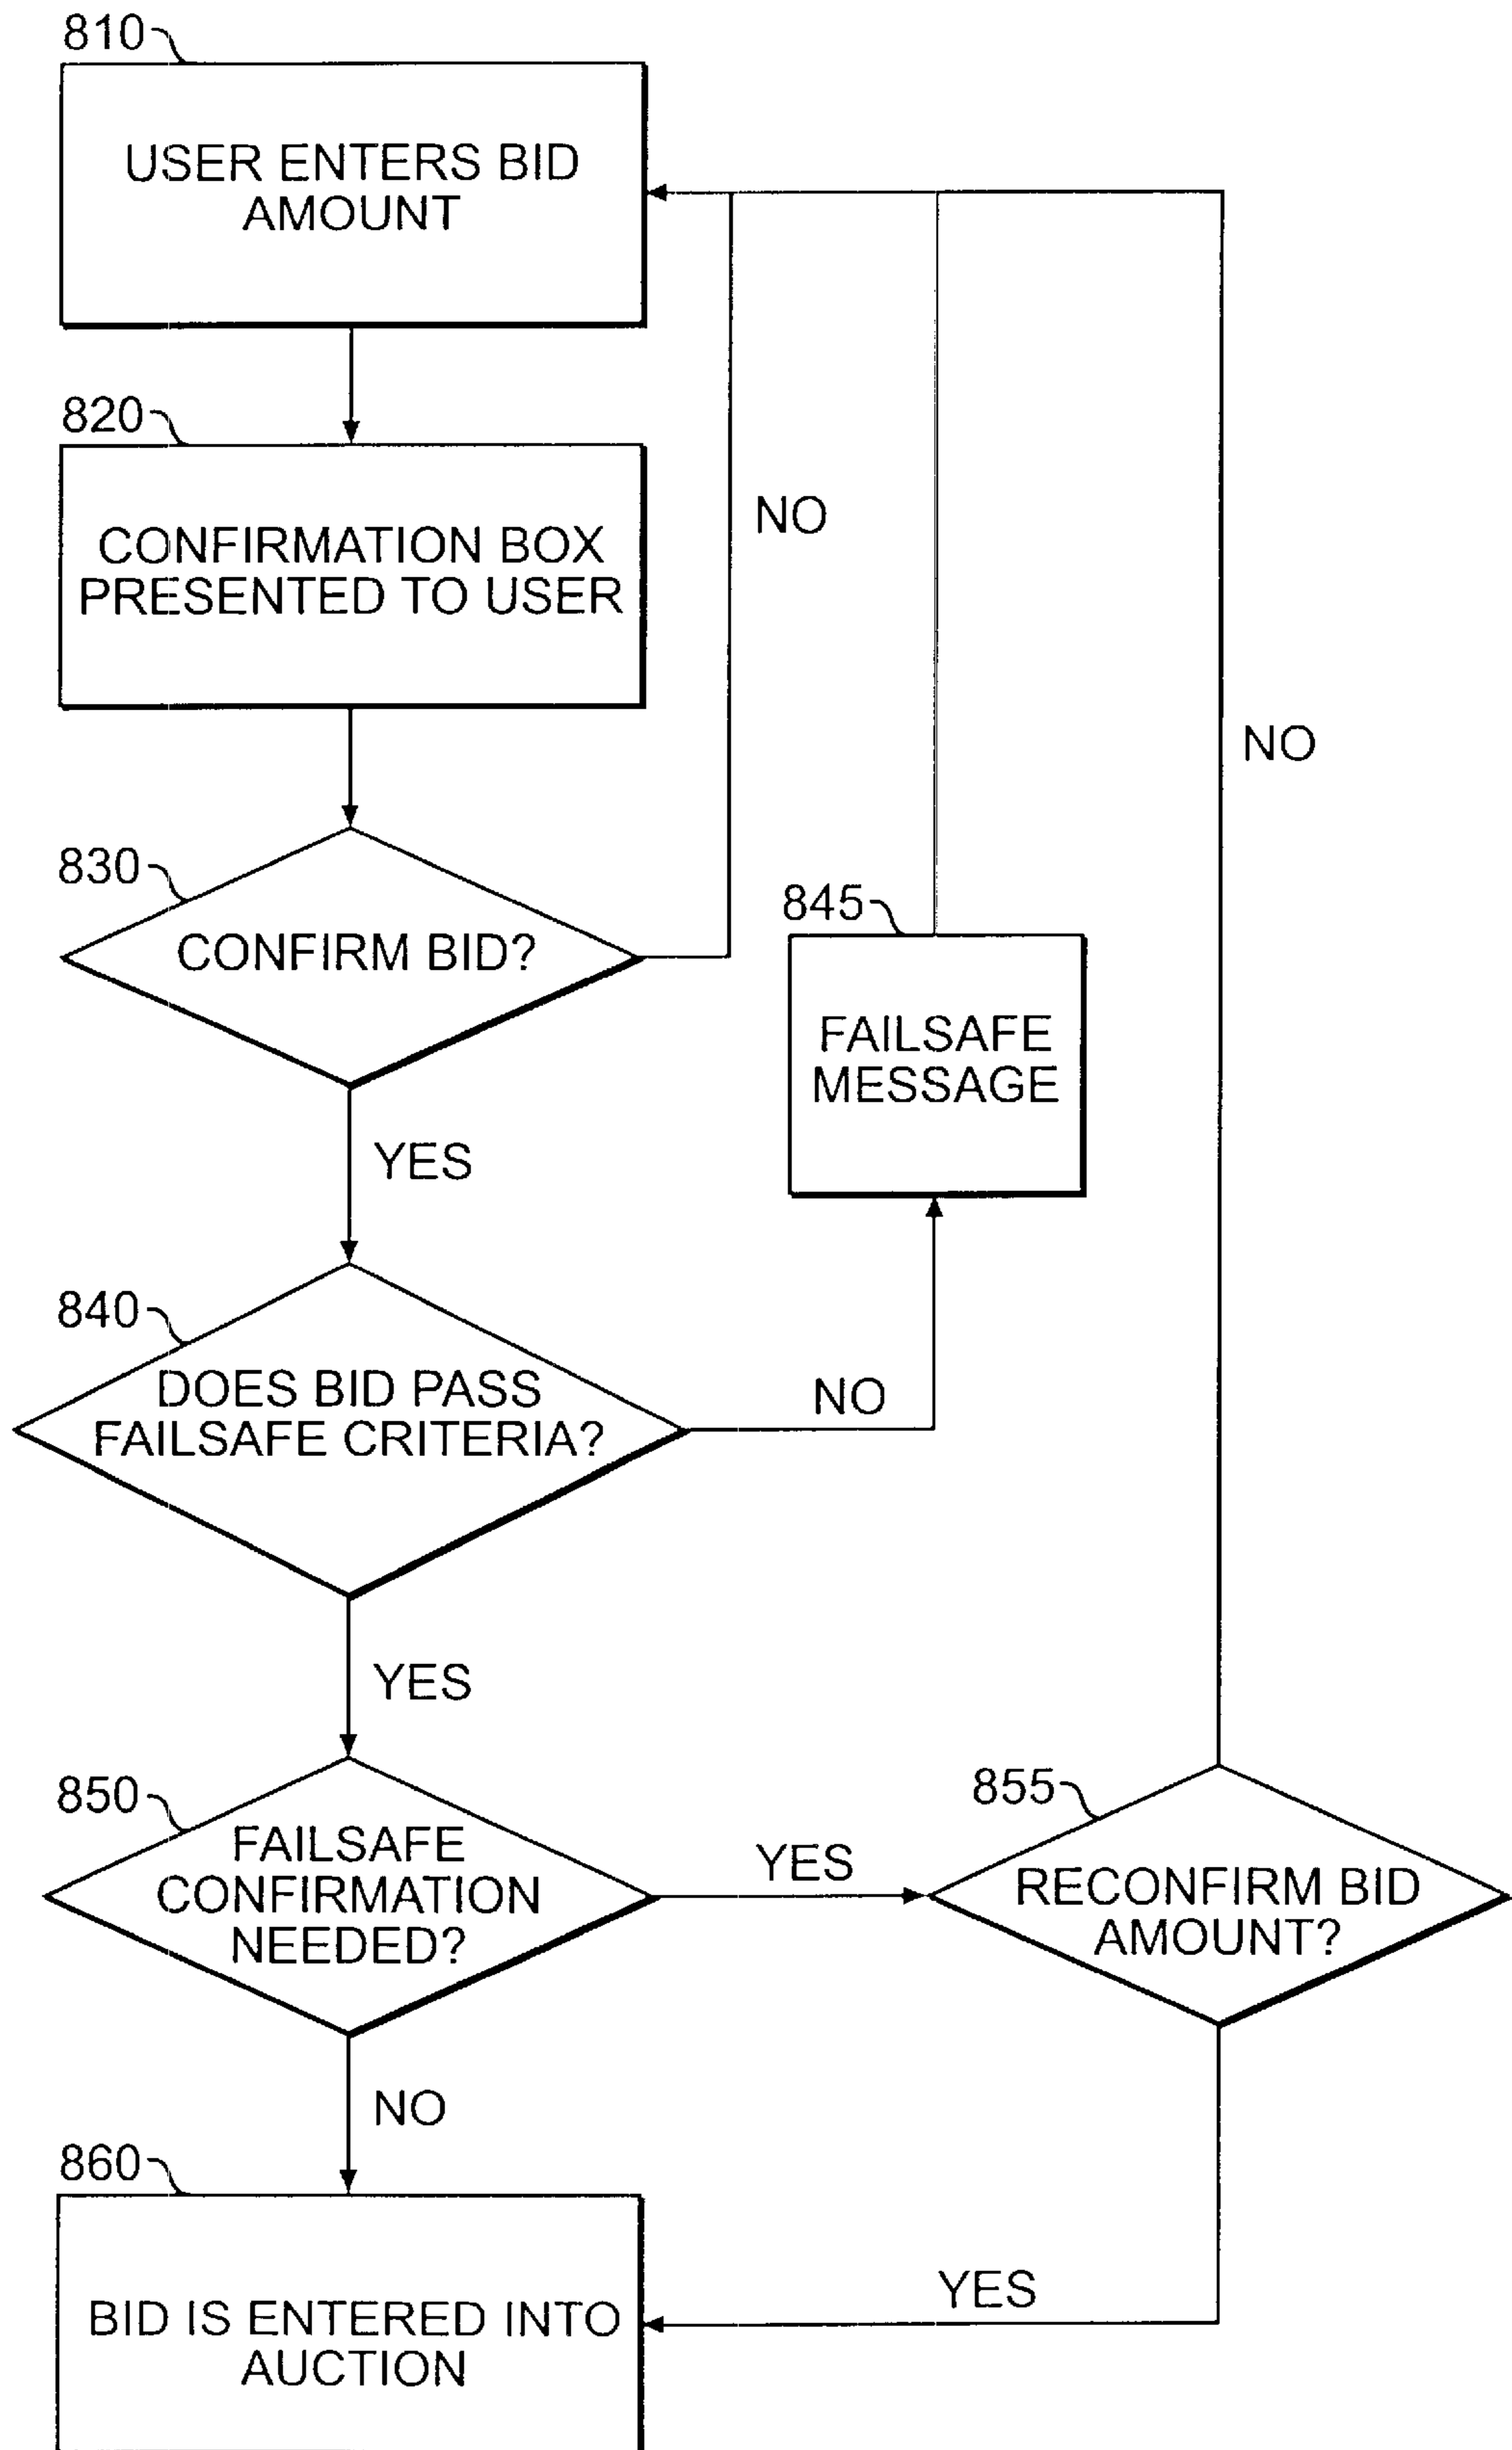 810
USER ENTERS BID
AMOUNT
820
CONFIRMATION BOX
PRESENTED TO USER
NO
NO
830
CONFIRM BID?
845
FAILSAFE
MESSAGE
YES
840
DOES BID PASS
FAILSAFE CRITERIA?
NO
YES
850
FAILSAFE
CONFIRMATION
NEEDED?
YES
855
RECONFIRM BID
AMOUNT?
NO
860
BID IS ENTERED INTO
AUCTION
YES